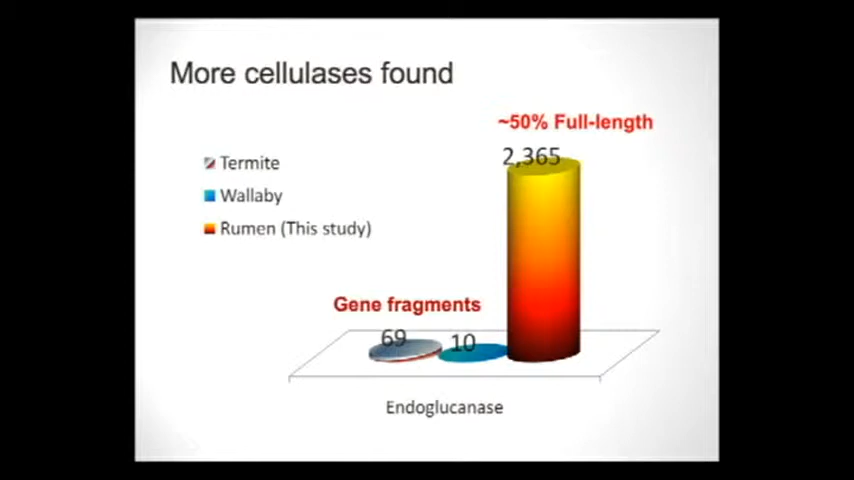 More cellulases found
~50% Full-length
2,365
Termite
Wallaby
Rumen (This study)
Gene fragments
69
10
Endoglucanase